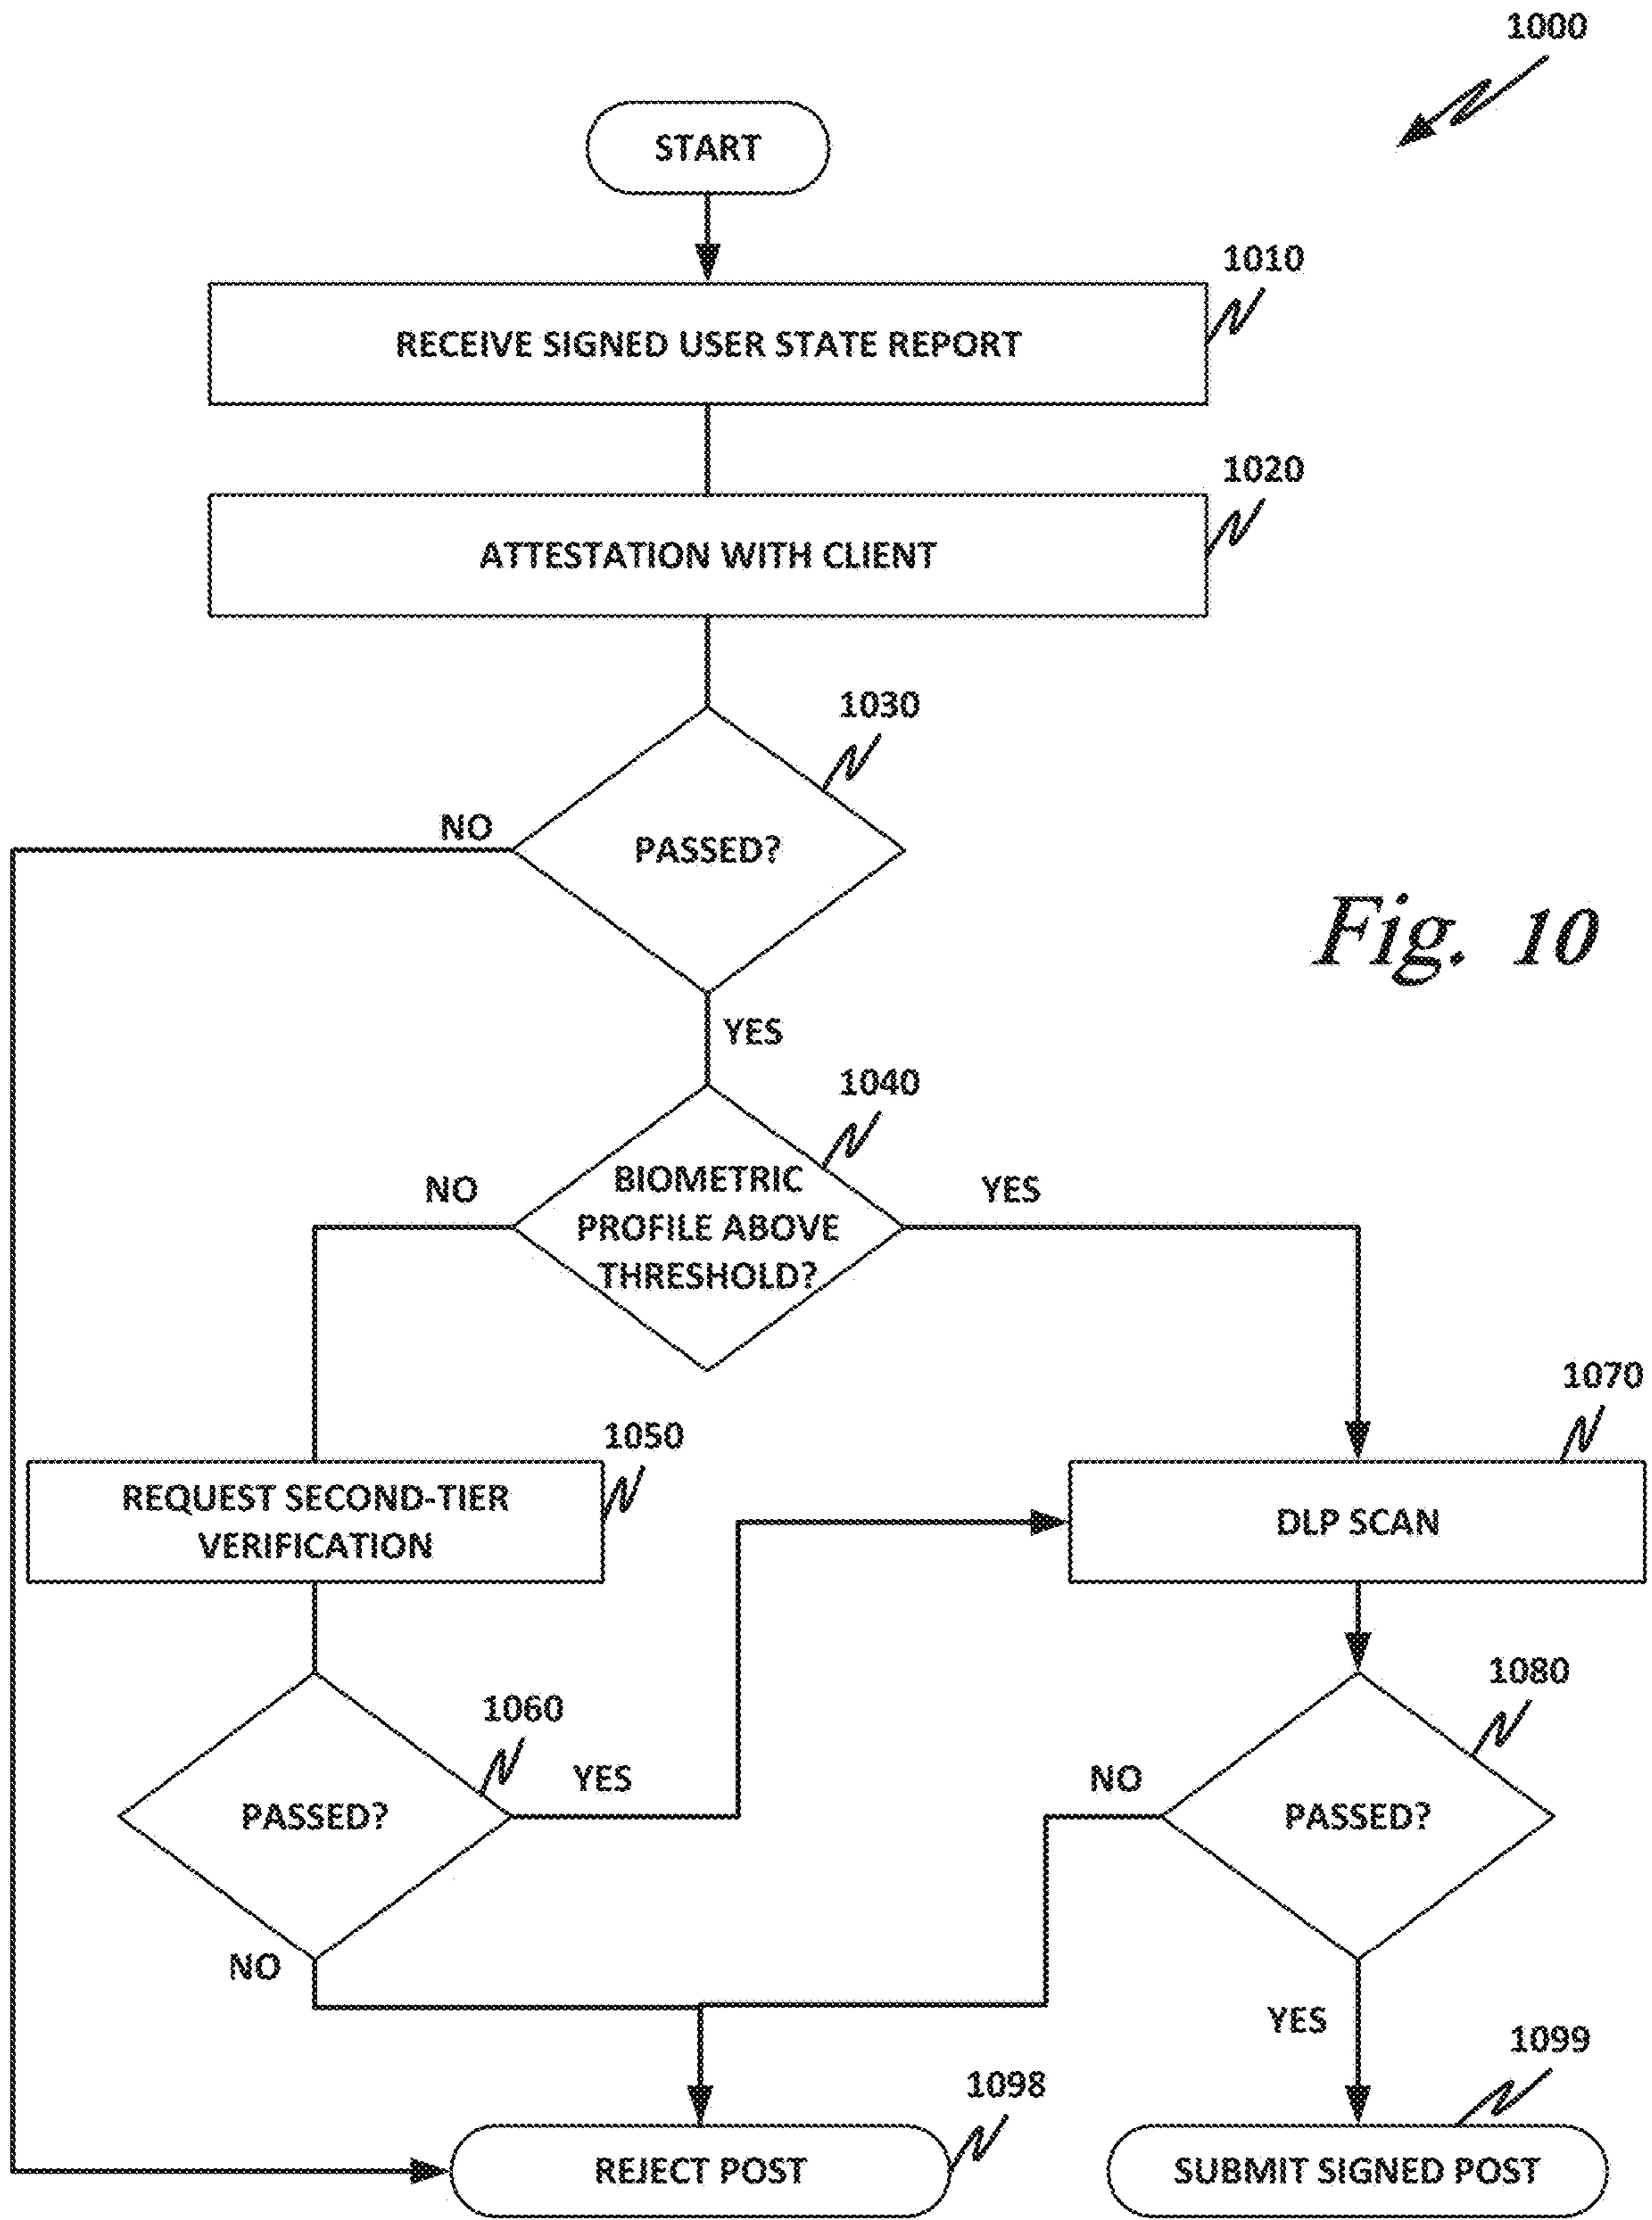 1000
START
1010
RECEIVE SIGNED USER STATE REPORT
1020
ATTESTATION WITH CLIENT
1030
NO
PASSED?
Fig. 10
YES
1040
NO
BIOMETRIC
PROFILE ABOVE
THRESHOLD?
YES
1050
REQUEST SECOND-TIER
VERIFICATION
1070
DLP SCAN
1060
PASSED?
YES
NO
1080
NO
PASSED?
YES
1098
REJECT POST
1099
SUBMIT SIGNED POST